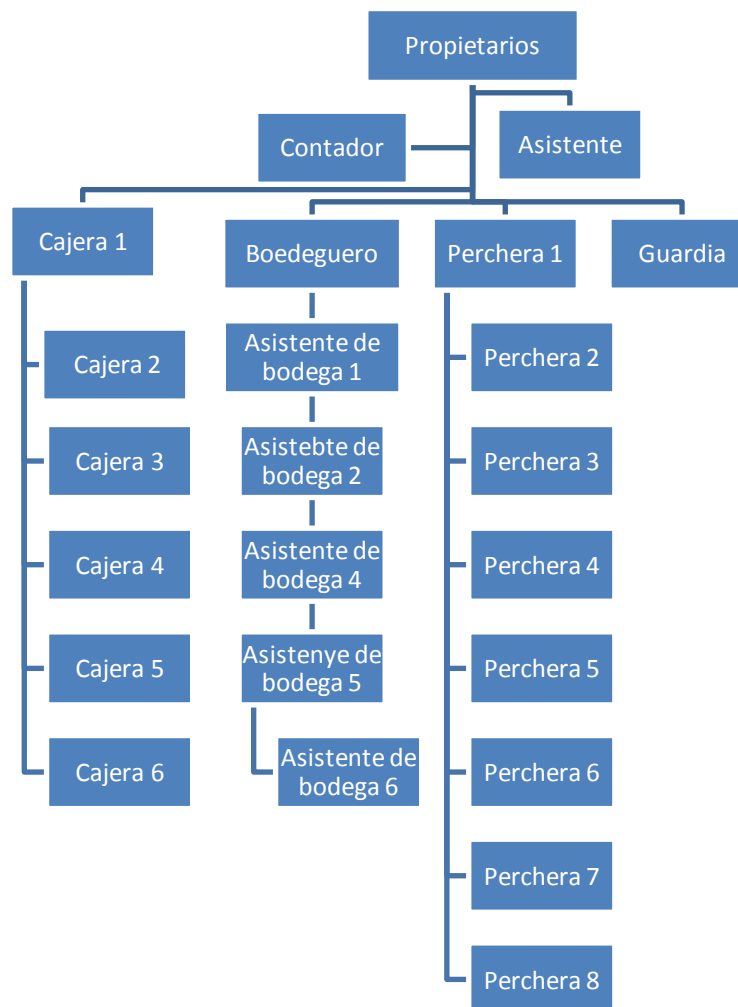 Propietarios
Contador
Asistente
Cajera 1
Boedeguero
Perchera 1
Guardia
Cajera 2
Asistente de
bodega 1
Perchera 2
Cajera 3
Asistebte de
bodega 2
Perchera 3
Cajera 4
Asistente de
bodega 4
Perchera 4
Cajera 5
Asistenye de
bodega 5
Perchera 5
Cajera 6
Asistente de
bodega 6
Perchera 6
Perchera 7
Perchera 8